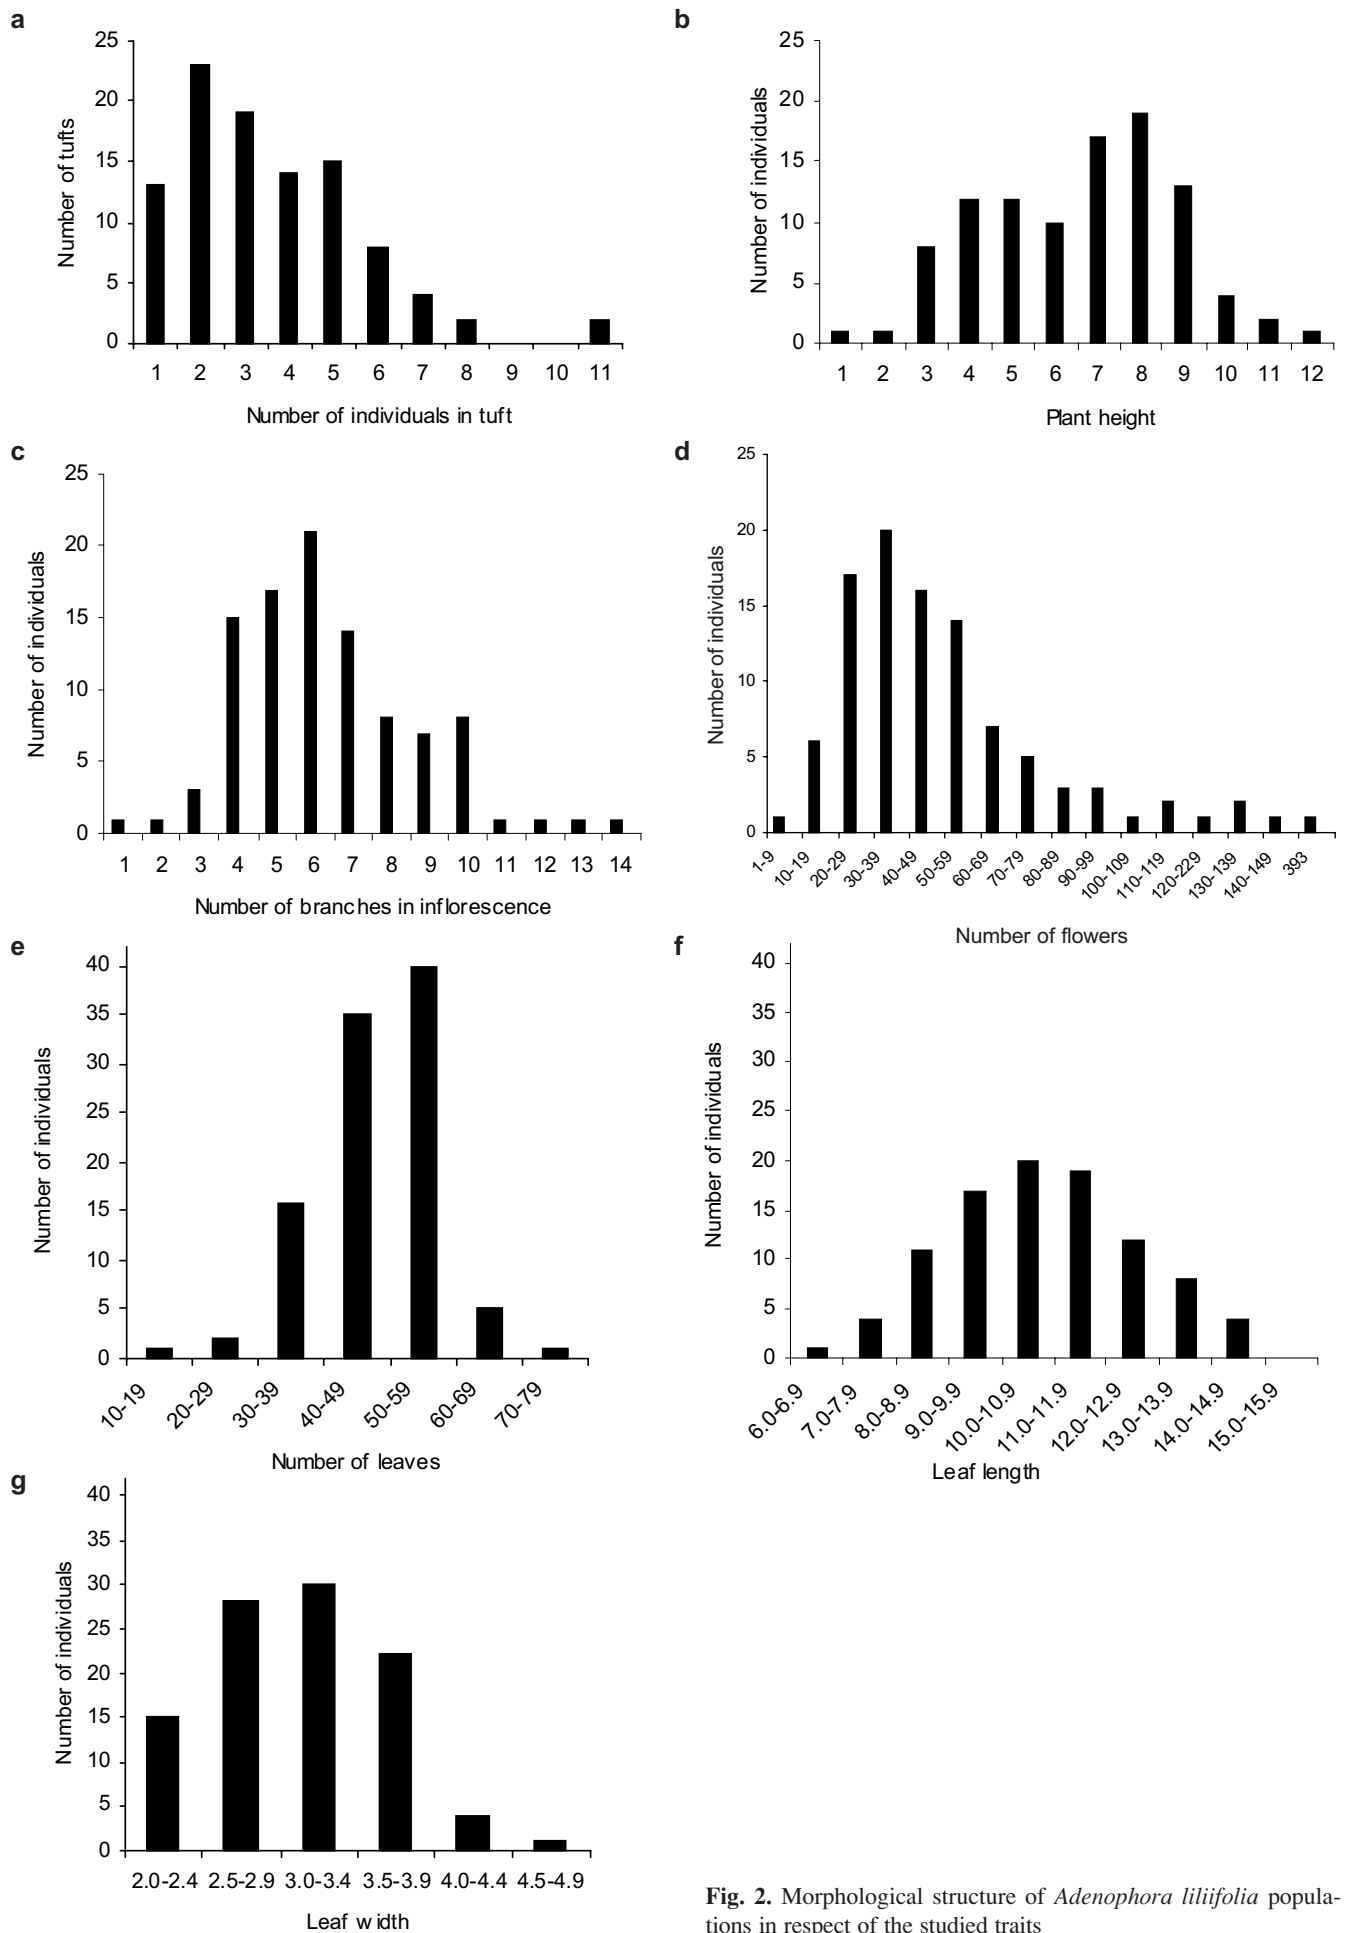 a
25
20
15
10
5
0
Number of tufts
1 2 3 4 5 6 7 8 9 10 11
Number of individuals in tuft
b
25
20
15
10
5
0
Number of individuals
1 2 3 4 5 6 7 8 9 10 11 12
Plant height
c
25
20
15
10
5
0
Number of individuals
1 2 3 4 5 6 7 8 9 10 11 12 13 14
Number of branches in inflorescence
d
25
20
15
10
5
0
Number of individuals
1-9 10-19 20-29 30-39 40-49 50-59 60-69 70-79 80-89 90-99 100-109 110-119 120-229 130-139 140-149 393
Number of flowers
e
40
35
30
25
20
15
10
5
0
Number of individuals
10-19 20-29 30-39 40-49 50-59 60-69 70-79
Number of leaves
f
40
35
30
25
20
15
10
5
0
Number of individuals
6.0-6.9 7.0-7.9 8.0-8.9 9.0-9.9 10.0-10.9 11.0-11.9 12.0-12.9 13.0-13.9 14.0-14.9 15.0-15.9
Leaf length
g
40
35
30
25
20
15
10
5
0
Number of individuals
2.0-2.4 2.5-2.9 3.0-3.4 3.5-3.9 4.0-4.4 4.5-4.9
Leaf width
Fig. 2. Morphological structure of Adenophora liliifolia popula-
tions in respect of the studied traits